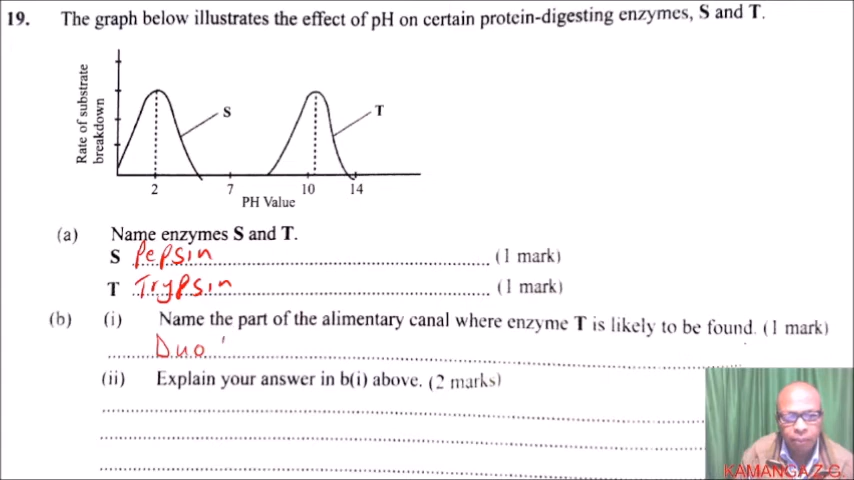 19. The graph below illustrates the effect of pH on certain protein-digesting enzymes, S and T.
Rate of substrate
breakdown
S
T
2 7 10 14
PH Value
(a) Name enzymes S and T.
S Pepsin (1 mark)
T Trypsin (1 mark)
(b) (i) Name the part of the alimentary canal where enzyme T is likely to be found. (1 mark)
Duo
(ii) Explain your answer in b(i) above. (2 marks)
KAMANGA Z.G.